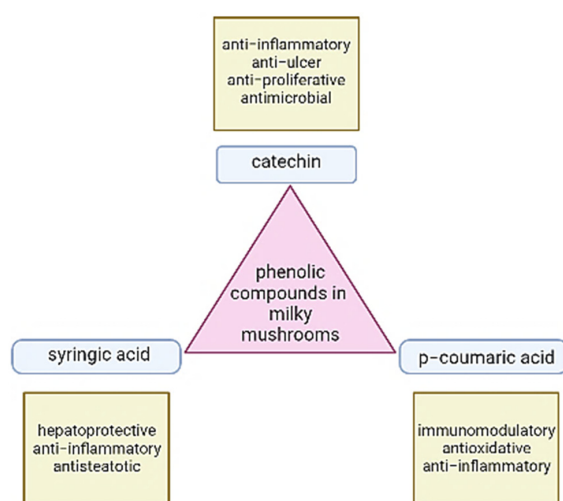 anti-inflammatory
anti-ulcer
anti-proliferative
antimicrobial
catechin
phenolic
compounds in
milky
mushrooms
syringic acid
p-coumaric acid
hepatoprotective
anti-inflammatory
antisteatotic
immunomodulatory
antioxidative
anti-inflammatory